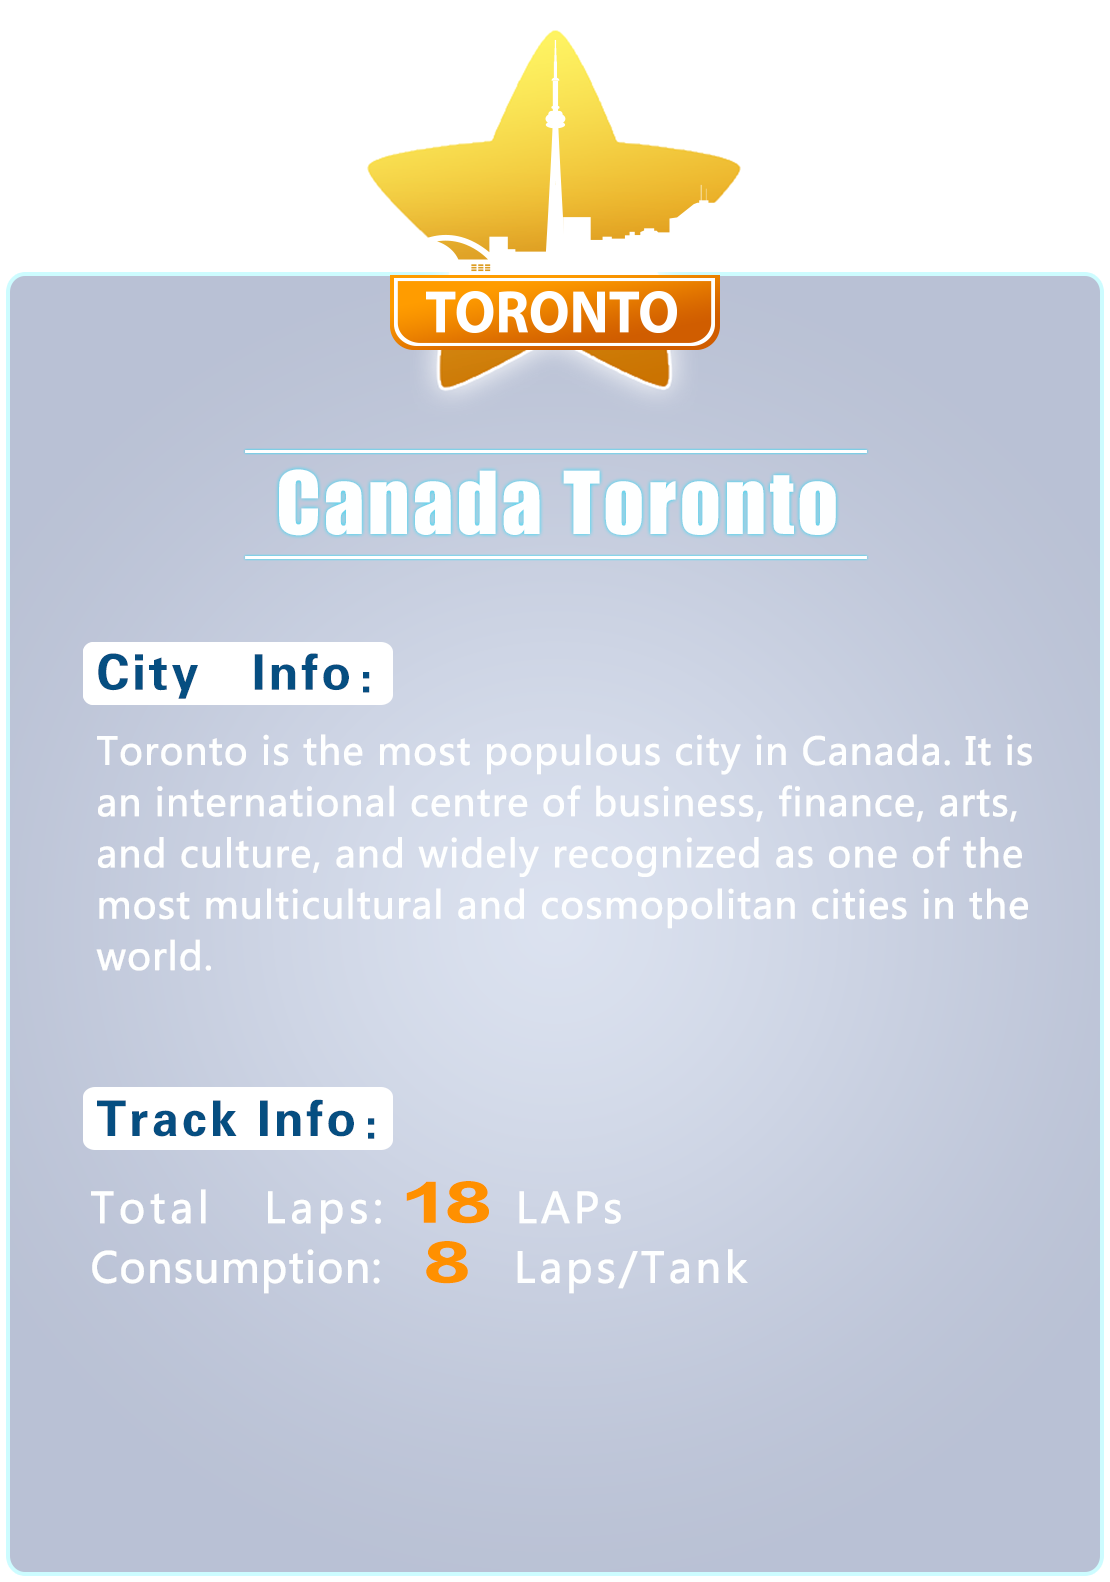 TORONTO
Canada Toronto
City Info:
Toronto is the most populous city in Canada. It is
an international centre of business, finance, arts,
and culture, and widely recognized as one of the
most multicultural and cosmopolitan cities in the
world.
Track Info:
Total Laps: 18 LAPs
Consumption: 8 Laps/Tank